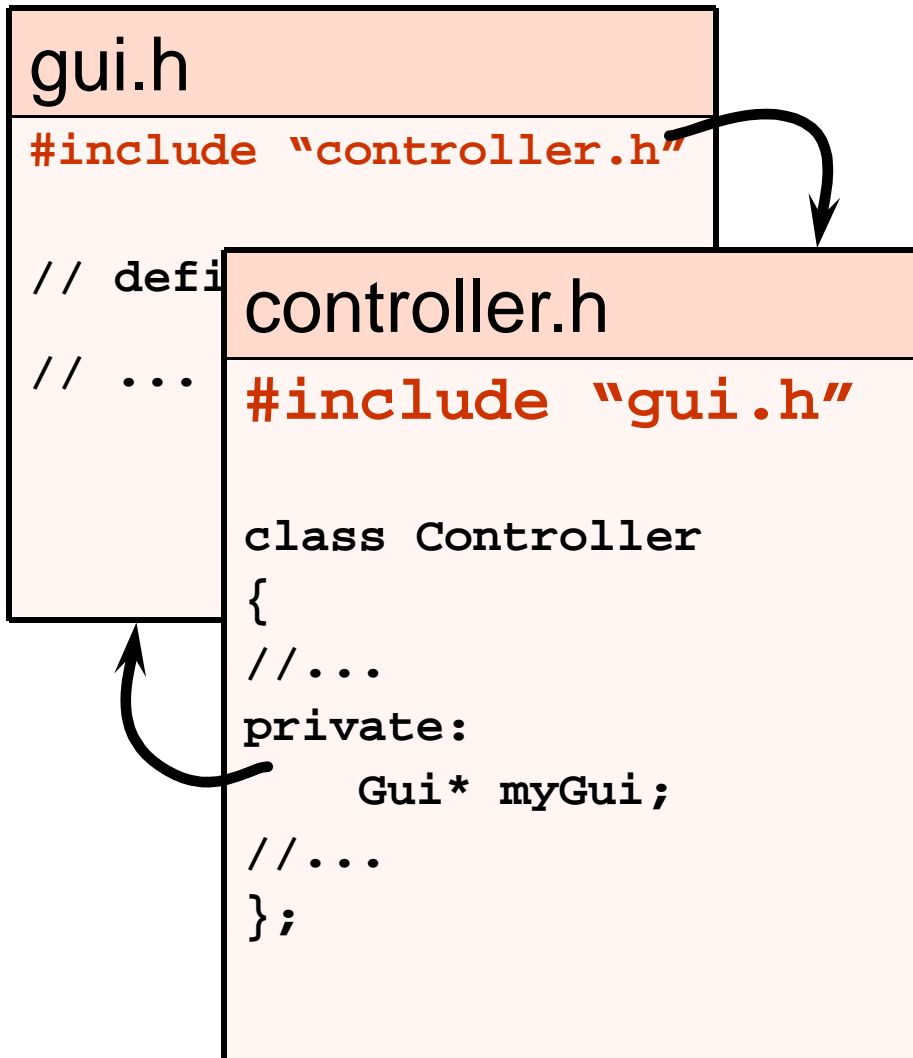 gui.h
#include “controller.h”
// defi
// ...
controller.h
#include “gui.h”
class Controller
{
//...
private:
Gui* myGui;
//...
};